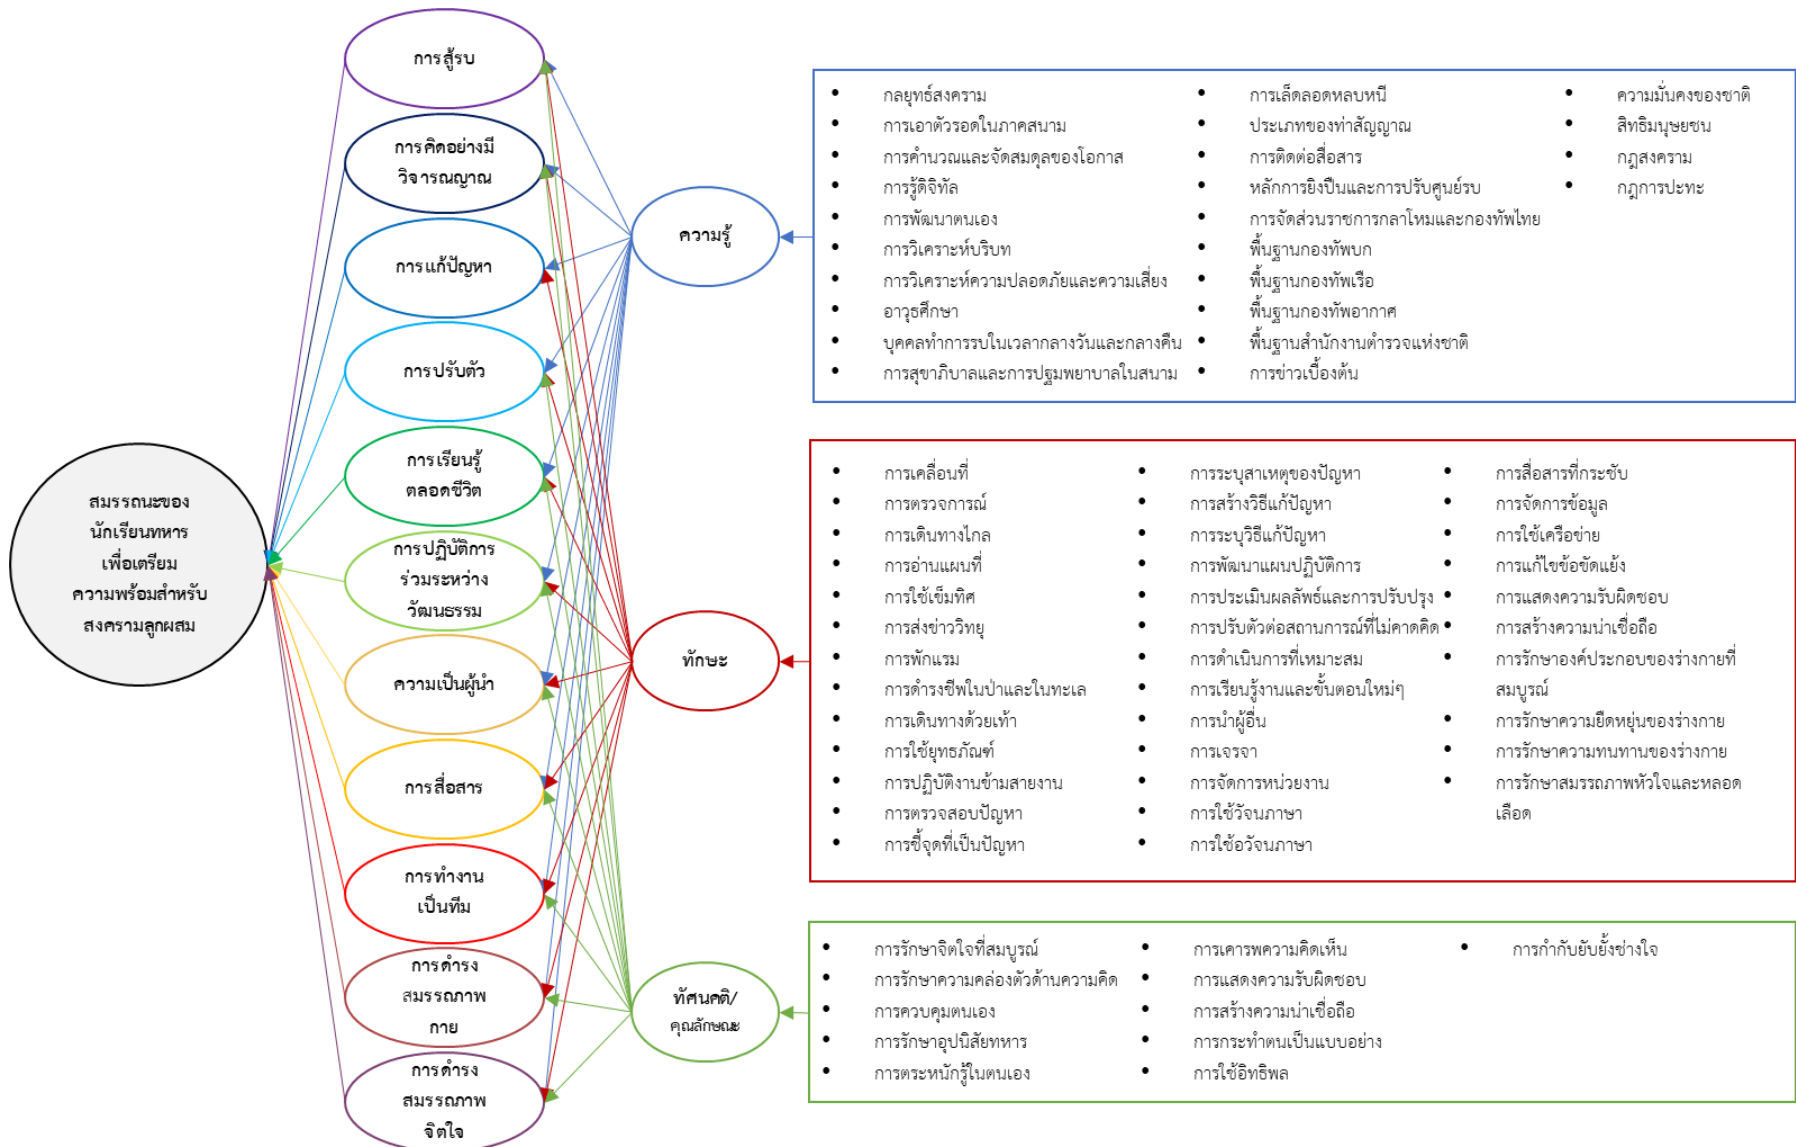 สมรรถนะของ
นักเรียนทหาร
เพื่อเตรียม
ความพร้อมสำหรับ
สงครามลูกผสม
การสู้รบ
การคิดอย่างมี
วิจารณญาณ
การแก้ปัญหา
การปรับตัว
การเรียนรู้
ตลอดชีวิต
การปฏิบัติการ
ร่วมระหว่าง
วัฒนธรรม
ความเป็นผู้นำ
การสื่อสาร
การทำงาน
เป็นทีม
การดำรง
สมรรถภาพ
กาย
การดำรง
สมรรถภาพ
จิตใจ
ความรู้
• กลยุทธ์สงคราม
• การเอาตัวรอดในภาคสนาม
• การคำนวณและจัดสมดุลของโอกาส
• การรู้ดิจิทัล
• การพัฒนาตนเอง
• การวิเคราะห์บริบท
• การวิเคราะห์ความปลอดภัยและความเสี่ยง
• อาวุธศึกษา
• บุคคลทำการรบในเวลากลางวันและกลางคืน
• การสุขาภิบาลและการปฐมพยาบาลในสนาม
• การเล็ดลอดหลบหนี
• ประเภทของท่าสัญญาณ
• การติดต่อสื่อสาร
• หลักการยิงปืนและการปรับศูนย์รบ
• การจัดส่วนราชการกลาโหมและกองทัพไทย
• พื้นฐานกองทัพบก
• พื้นฐานกองทัพเรือ
• พื้นฐานกองทัพอากาศ
• พื้นฐานสำนักงานตำรวจแห่งชาติ
• การข่าวเบื้องต้น
• ความมั่นคงของชาติ
• สิทธิมนุษยชน
• กฎสงคราม
• กฎการปะทะ
ทักษะ
• การเคลื่อนที่
• การตรวจการณ์
• การเดินทางไกล
• การอ่านแผนที่
• การใช้เข็มทิศ
• การส่งข่าววิทยุ
• การพักแรม
• การดำรงชีพในป่าและในทะเล
• การเดินทางด้วยเท้า
• การใช้ยุทธภัณฑ์
• การปฏิบัติงานข้ามสายงาน
• การตรวจสอบปัญหา
• การชี้จุดที่เป็นปัญหา
• การระบุสาเหตุของปัญหา
• การสร้างวิธีแก้ปัญหา
• การระบุวิธีแก้ปัญหา
• การพัฒนาแผนปฏิบัติการ
• การประเมินผลลัพธ์และการปรับปรุง
• การปรับตัวต่อสถานการณ์ที่ไม่คาดคิด
• การดำเนินการที่เหมาะสม
• การเรียนรู้งานและขั้นตอนใหม่ๆ
• การนำผู้อื่น
• การเจรจา
• การจัดการหน่วยงาน
• การใช้วัจนภาษา
• การใช้อวัจนภาษา
• การสื่อสารที่กระชับ
• การจัดการข้อมูล
• การใช้เครือข่าย
• การแก้ไขข้อขัดแย้ง
• การแสดงความรับผิดชอบ
• การสร้างความน่าเชื่อถือ
• การรักษาองค์ประกอบของร่างกายที่
สมบูรณ์
• การรักษาความยืดหยุ่นของร่างกาย
• การรักษาความทนทานของร่างกาย
• การรักษาสมรรถภาพหัวใจและหลอด
เลือด
ทัศนคติ/
คุณลักษณะ
• การรักษาจิตใจที่สมบูรณ์
• การรักษาความคล่องตัวด้านความคิด
• การควบคุมตนเอง
• การรักษาอุปนิสัยทหาร
• การตระหนักรู้ในตนเอง
• การเคารพความคิดเห็น
• การแสดงความรับผิดชอบ
• การสร้างความน่าเชื่อถือ
• การกระทำตนเป็นแบบอย่าง
• การใช้อิทธิพล
• การกำกับยับยั้งช่างใจ